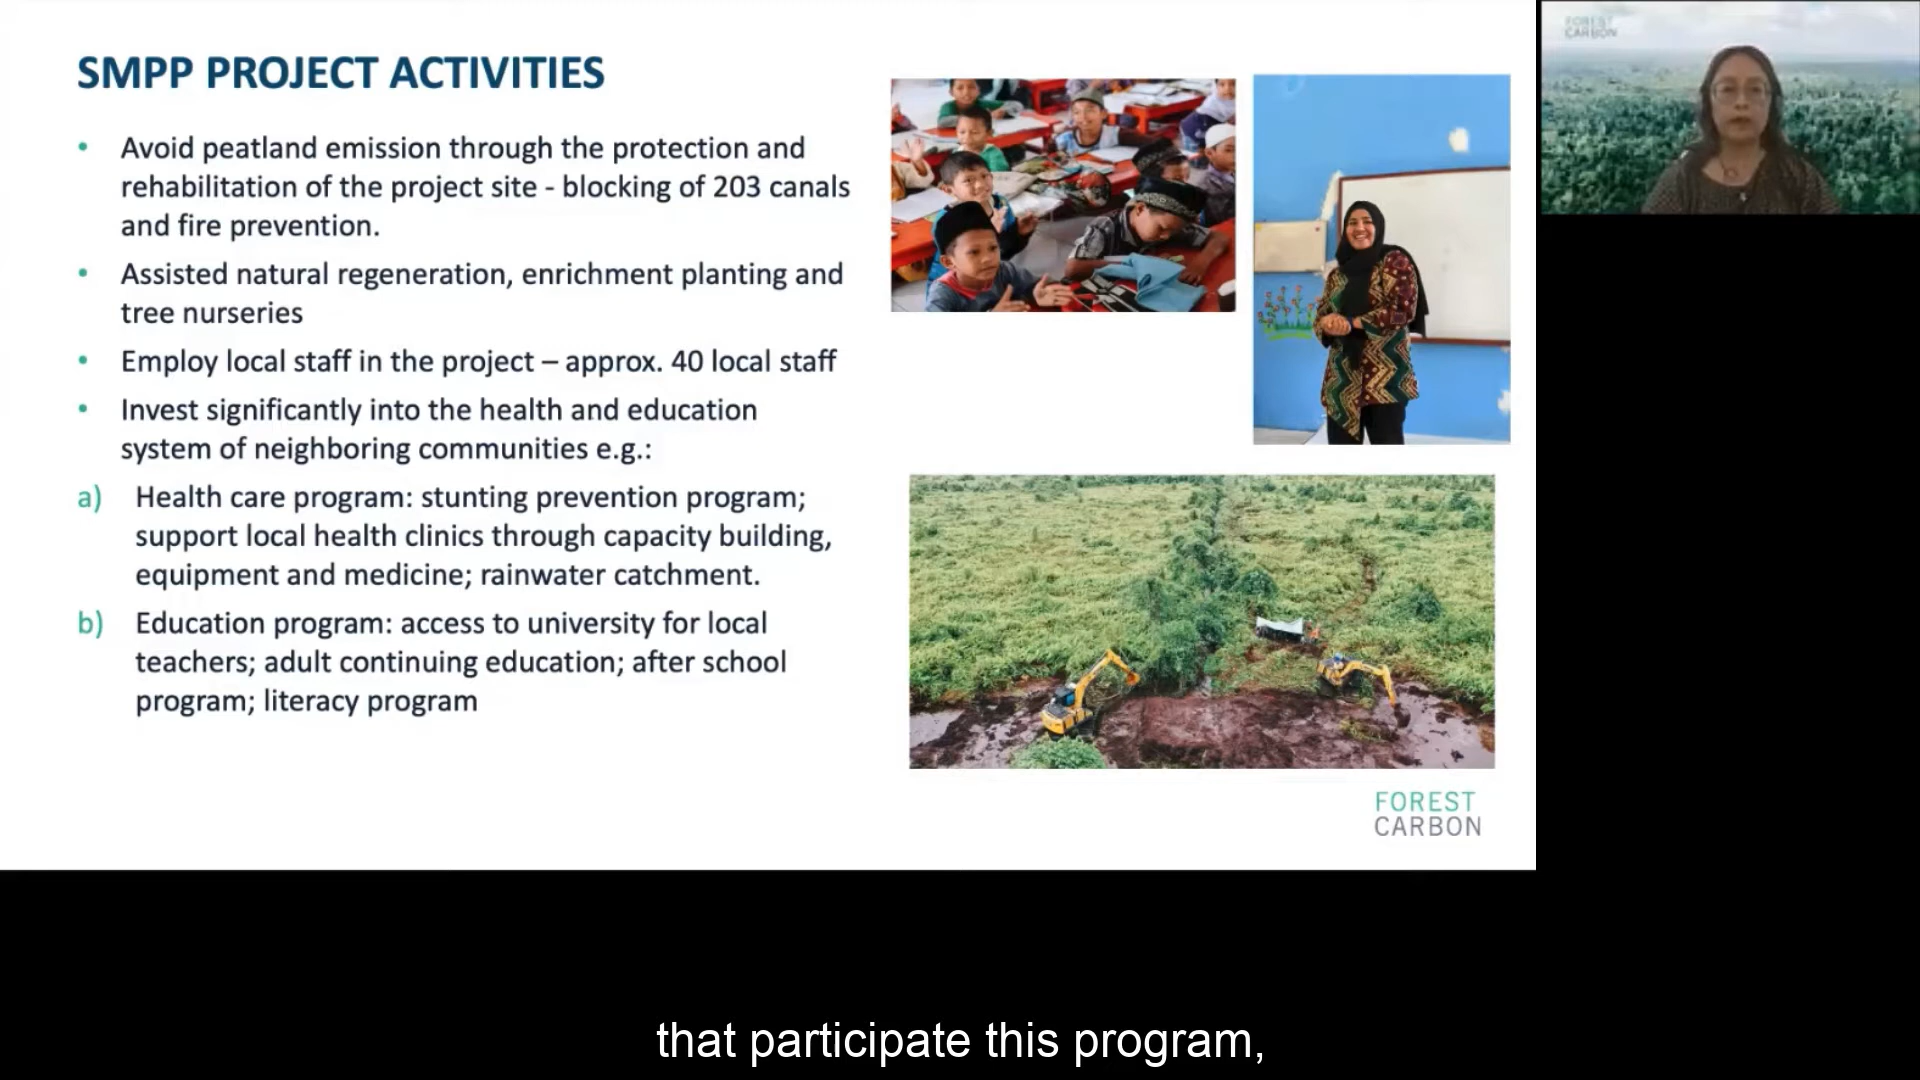 SMPP PROJECT ACTIVITIES
• Avoid peatland emission through the protection and
rehabilitation of the project site - blocking of 203 canals
and fire prevention.
• Assisted natural regeneration, enrichment planting and
tree nurseries
• Employ local staff in the project – approx. 40 local staff
• Invest significantly into the health and education
system of neighboring communities e.g.:
a) Health care program: stunting prevention program;
support local health clinics through capacity building,
equipment and medicine; rainwater catchment.
b) Education program: access to university for local
teachers; adult continuing education; after school
program; literacy program
FOREST
CARBON
FOREST
CARBON
that participate this program,